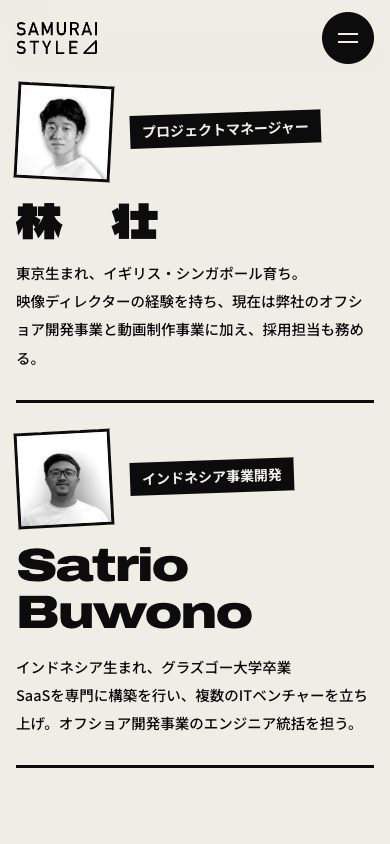 SAMURAI
STYLE
プロジェクトマネージャー
林　壮
東京生まれ、イギリス・シンガポール育ち。
映像ディレクターの経験を持ち、現在は弊社のオフシ
ョア開発事業と動画制作事業に加え、採用担当も務め
る。
インドネシア事業開発
Satrio
Buwono
インドネシア生まれ、グラズゴー大学卒業
SaaSを専門に構築を行い、複数のITベンチャーを立ち
上げ。オフショア開発事業のエンジニア統括を担う。